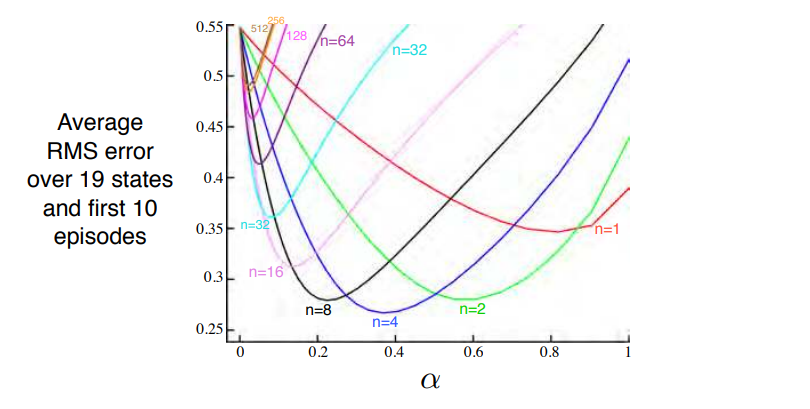 256
0.55
512
128
n=64
n=32
0.5
Average
RMS error
over 19 states
and first 10
episodes
0.45
0.4
0.35
n=32
n=1
n=16
0.3
n=8
n=4
n=2
0.25
0 0.2 0.4 0.6 0.8 1
α